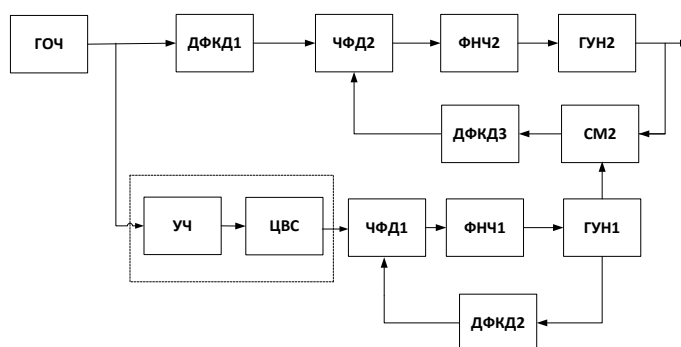 ГОЧ
ДФКД1
ЧФД2
ФНЧ2
ГУН2
ДФКД3
СМ2
УЧ
ЦВС
ЧФД1
ФНЧ1
ГУН1
ДФКД2